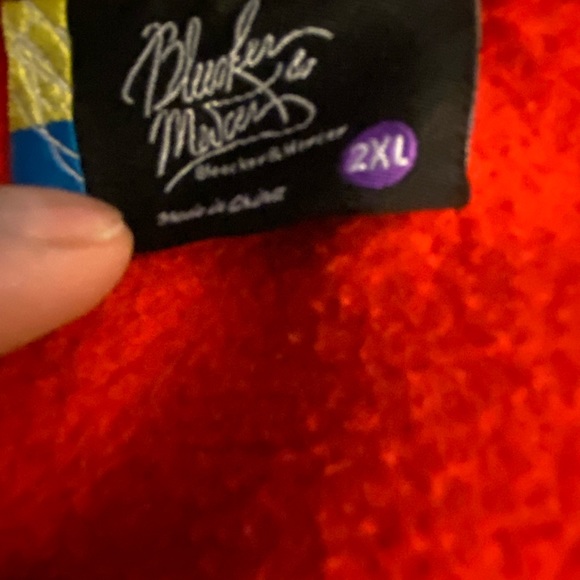 Bleecker &
Mercer
Bleecker & Mercer
2XL
Made in China